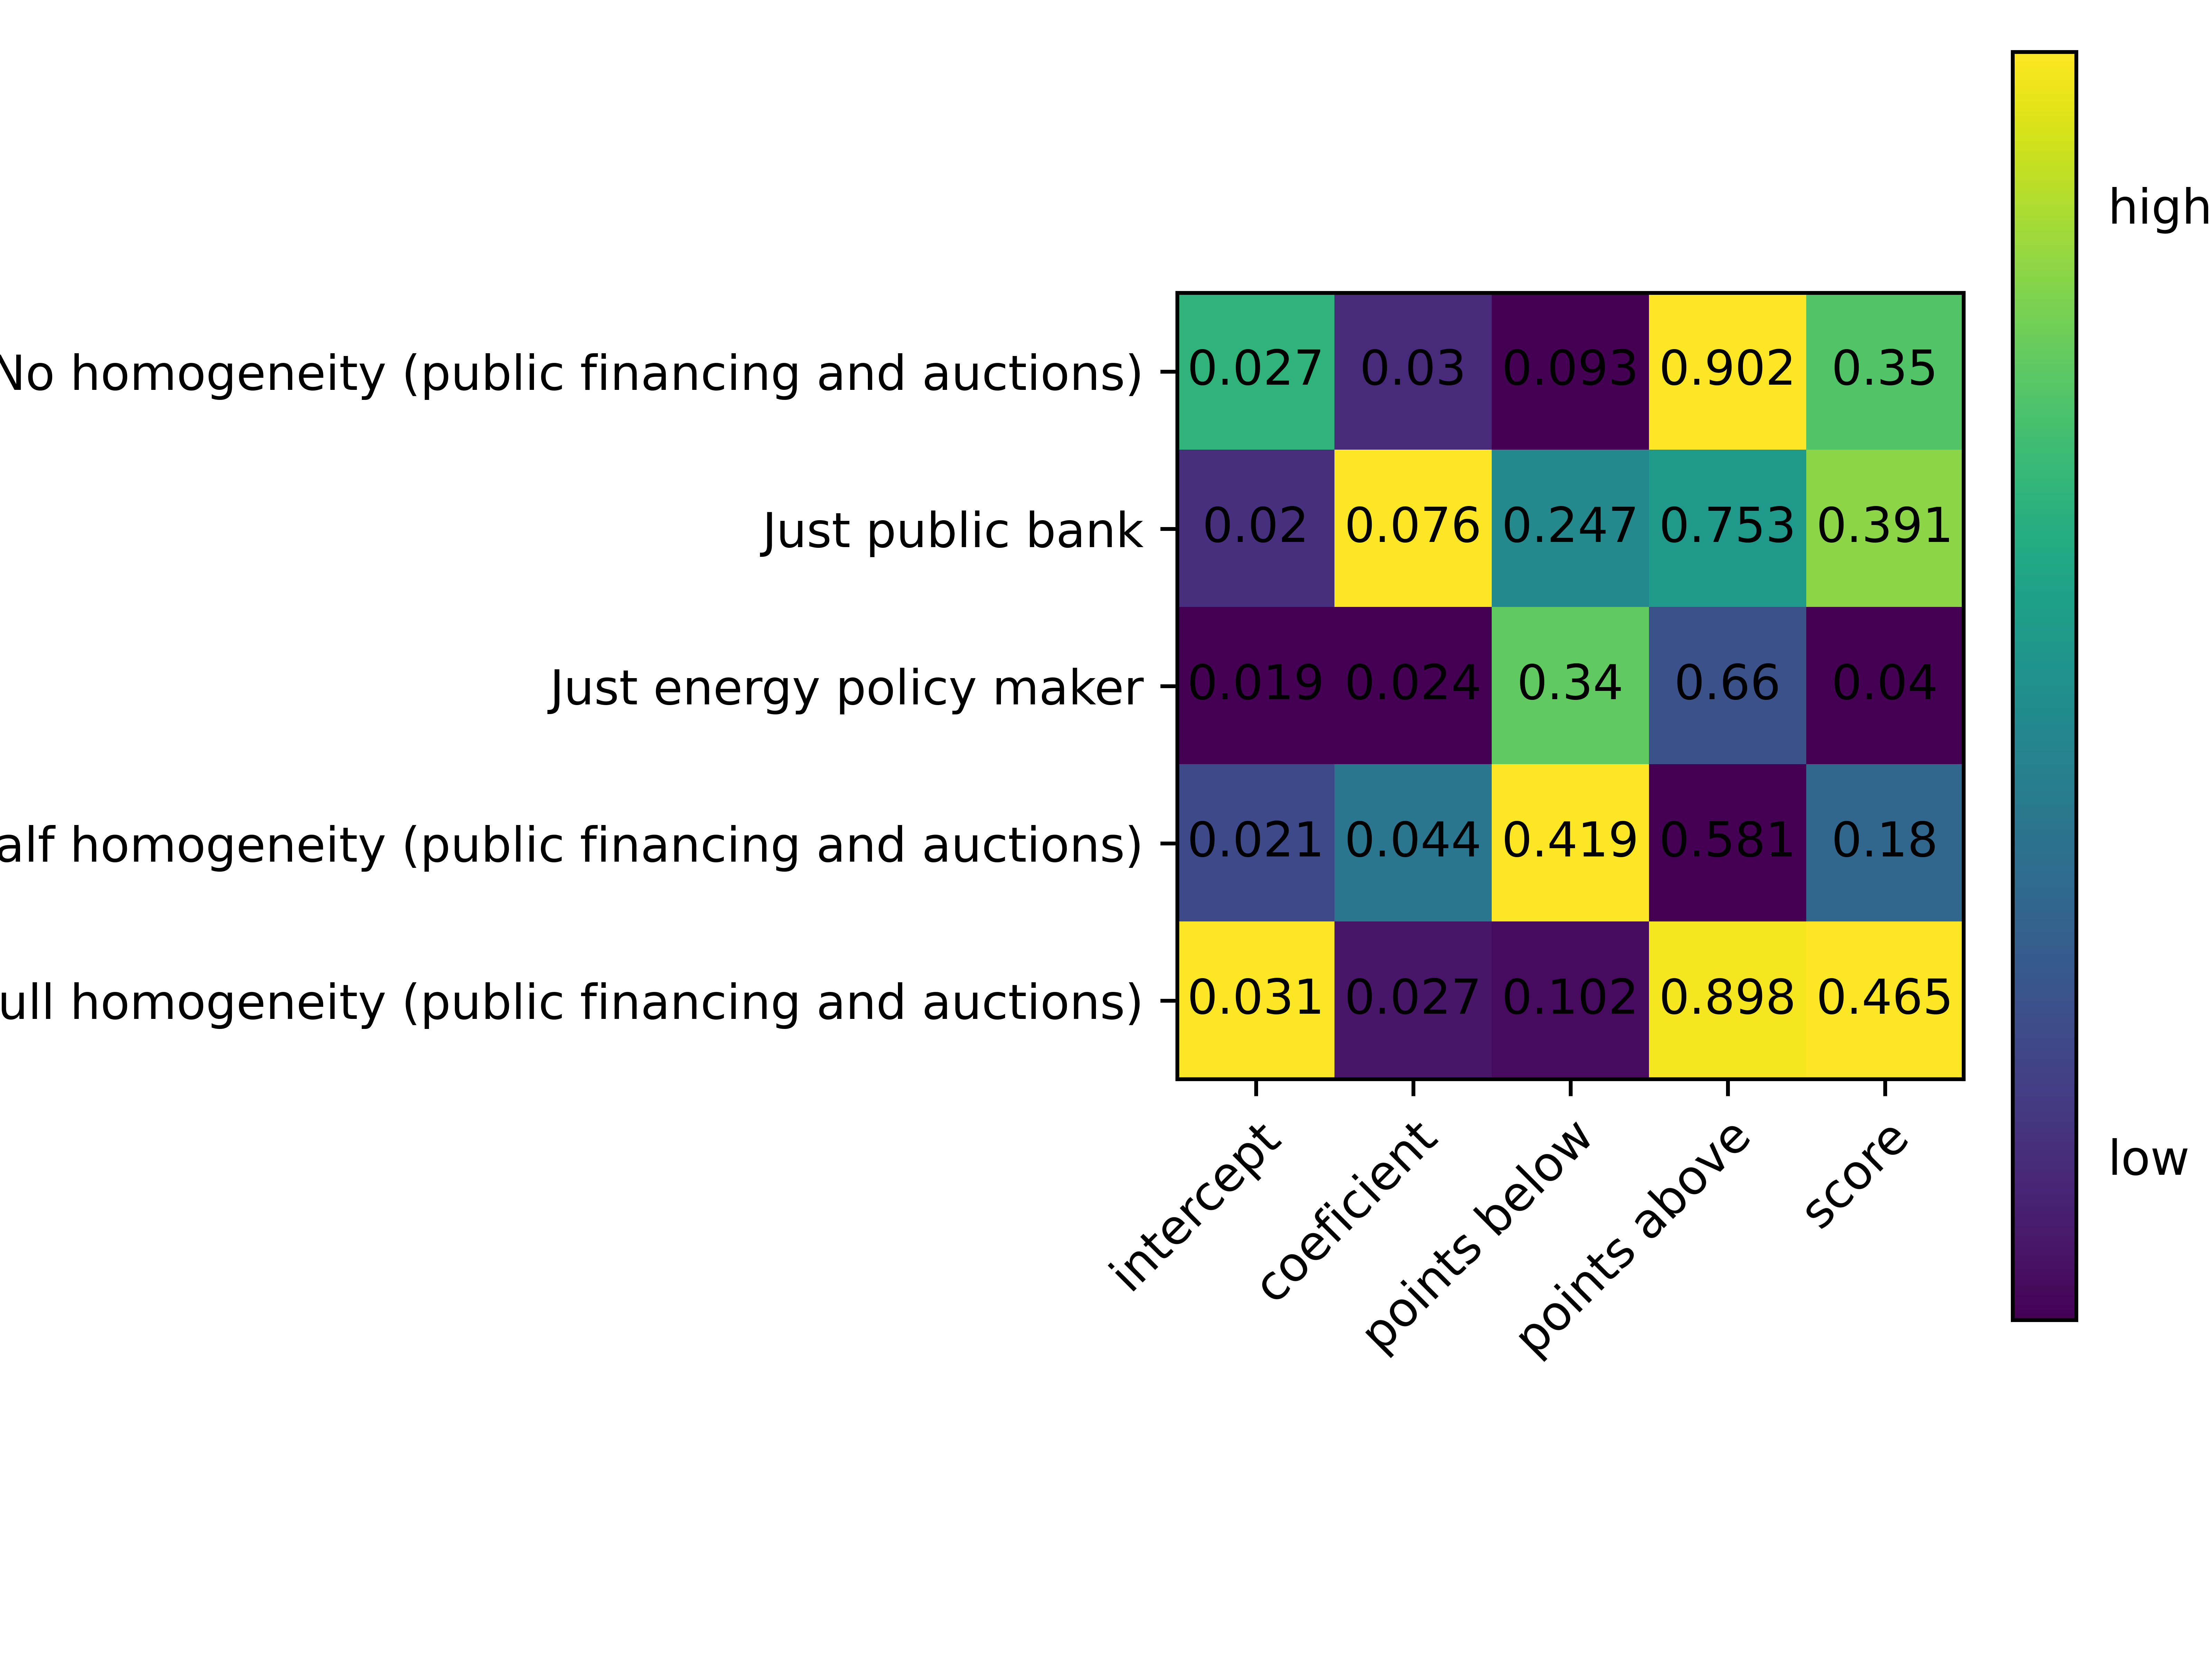 high
No homogeneity (public financing and auctions) 0.027 0.03 0.093 0.902 0.35
Just public bank 0.02 0.076 0.247 0.753 0.391
Just energy policy maker 0.019 0.024 0.34 0.66 0.04
alf homogeneity (public financing and auctions) 0.021 0.044 0.419 0.581 0.18
ull homogeneity (public financing and auctions) 0.031 0.027 0.102 0.898 0.465
low
intercept coeficient points below points above score